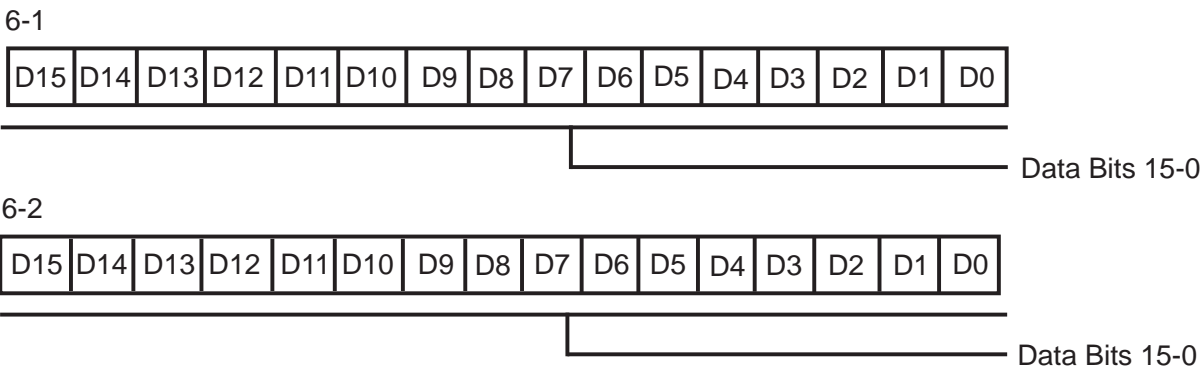 6-1
D15 D14 D13 D12 D11 D10 D9 D8 D7 D6 D5 D4 D3 D2 D1 D0
Data Bits 15-0
6-2
D15 D14 D13 D12 D11 D10 D9 D8 D7 D6 D5 D4 D3 D2 D1 D0
Data Bits 15-0